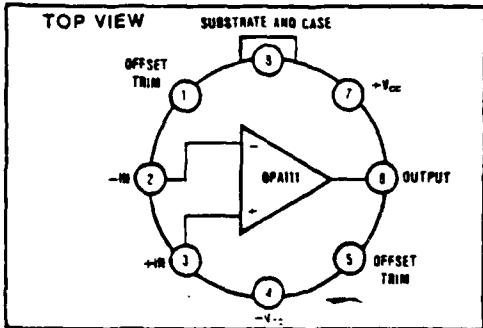 TOP VIEW
SUBSTRATE AND CASE
OFFSET
TRIM
8
1
7
+Vcc
-IN
2
-
OPA111
6
OUTPUT
+
+IN
3
5
OFFSET
TRIM
4